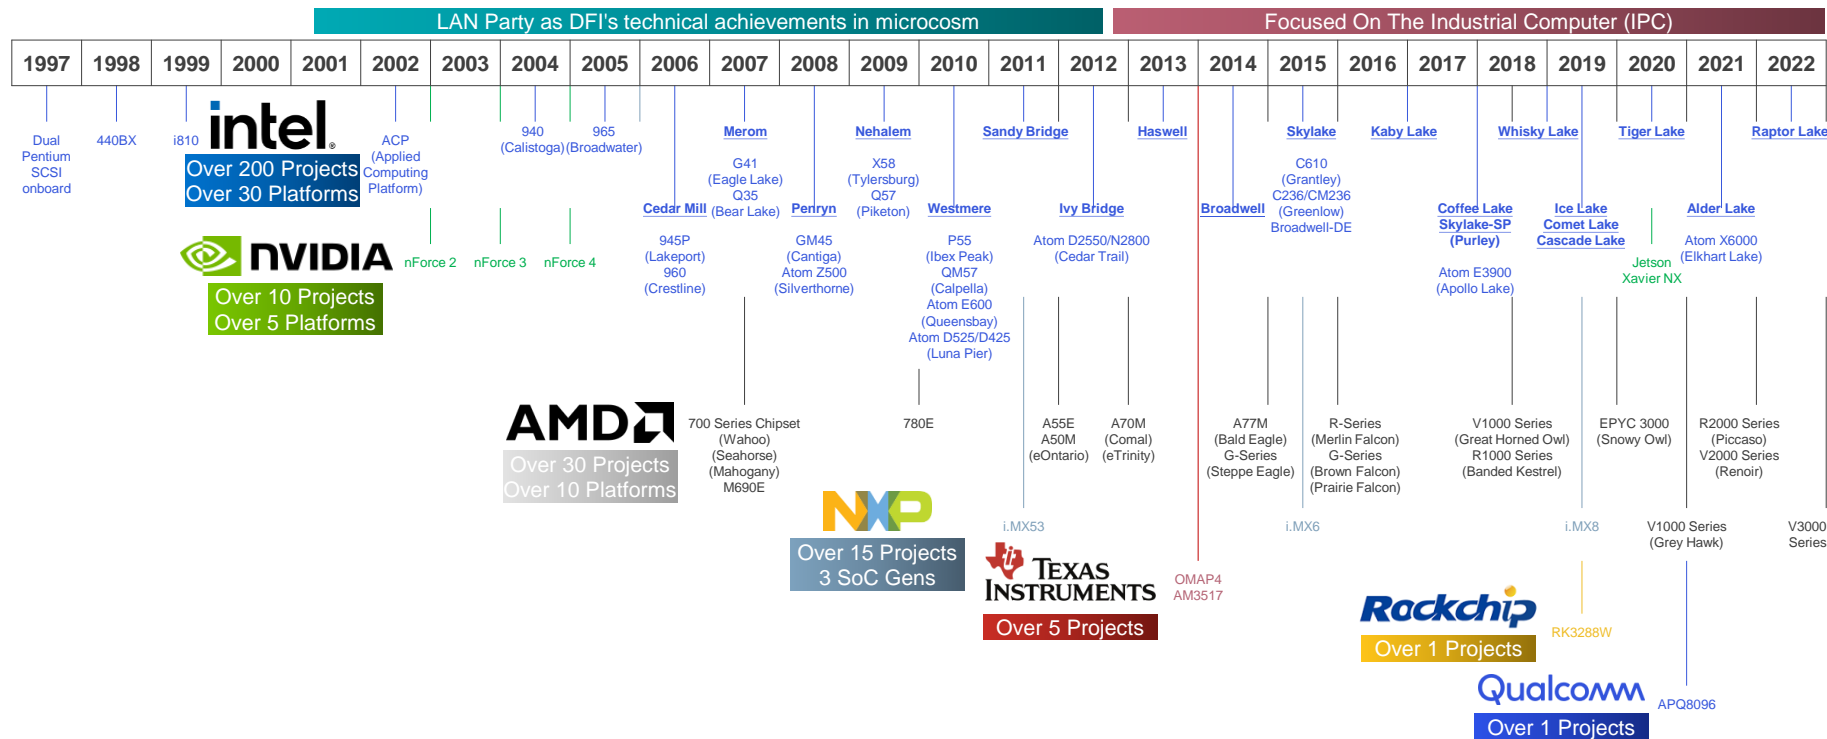 LAN Party as DFI's technical achievements in microcosm
Focused On The Industrial Computer (IPC)
1997 1998 1999 2000 2001 2002 2003 2004 2005 2006 2007 2008 2009 2010 2011 2012 2013 2014 2015 2016 2017 2018 2019 2020 2021 2022
intel.
Over 200 Projects
Over 30 Platforms
Dual
Pentium
SCSI
onboard
440BX
i810
ACP
(Applied
Computing
Platform)
940
(Calistoga)
965
(Broadwater)
Cedar Mill
945P
(Lakeport)
960
(Crestline)
Merom
G41
(Eagle Lake)
Q35
(Bear Lake)
Penryn
GM45
(Cantiga)
Atom Z500
(Silverthorne)
Nehalem
X58
(Tylersburg)
Q57
(Piketon)
Westmere
P55
(Ibex Peak)
QM57
(Calpella)
Atom E600
(Queensbay)
Atom D525/D425
(Luna Pier)
Sandy Bridge
Ivy Bridge
Atom D2550/N2800
(Cedar Trail)
Haswell
Broadwell
Skylake
C610
(Grantley)
C236/CM236
(Greenlow)
Broadwell-DE
Kaby Lake
Coffee Lake
Skylake-SP
(Purley)
Atom E3900
(Apollo Lake)
Whisky Lake
Ice Lake
Comet Lake
Cascade Lake
Tiger Lake
Alder Lake
Atom X6000
(Elkhart Lake)
Raptor Lake
NVIDIA
Over 10 Projects
Over 5 Platforms
nForce 2
nForce 3
nForce 4
Jetson
Xavier NX
AMD
Over 30 Projects
Over 10 Platforms
700 Series Chipset
(Wahoo)
(Seahorse)
(Mahogany)
M690E
780E
A55E
A50M
(eOntario)
A70M
(Comal)
(eTrinity)
A77M
(Bald Eagle)
G-Series
(Steppe Eagle)
R-Series
(Merlin Falcon)
G-Series
(Brown Falcon)
(Prairie Falcon)
V1000 Series
(Great Horned Owl)
R1000 Series
(Banded Kestrel)
EPYC 3000
(Snowy Owl)
R2000 Series
(Piccaso)
V2000 Series
(Renoir)
V1000 Series
(Grey Hawk)
V3000
Series
NXP
Over 15 Projects
3 SoC Gens
i.MX53
i.MX6
i.MX8
TEXAS
INSTRUMENTS
Over 5 Projects
OMAP4
AM3517
Rockchip
Over 1 Projects
RK3288W
Qualcomm
Over 1 Projects
APQ8096